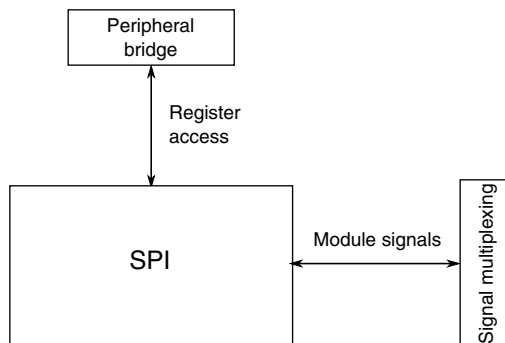 Peripheral
bridge
Register
access
SPI
Module signals
Signal multiplexing